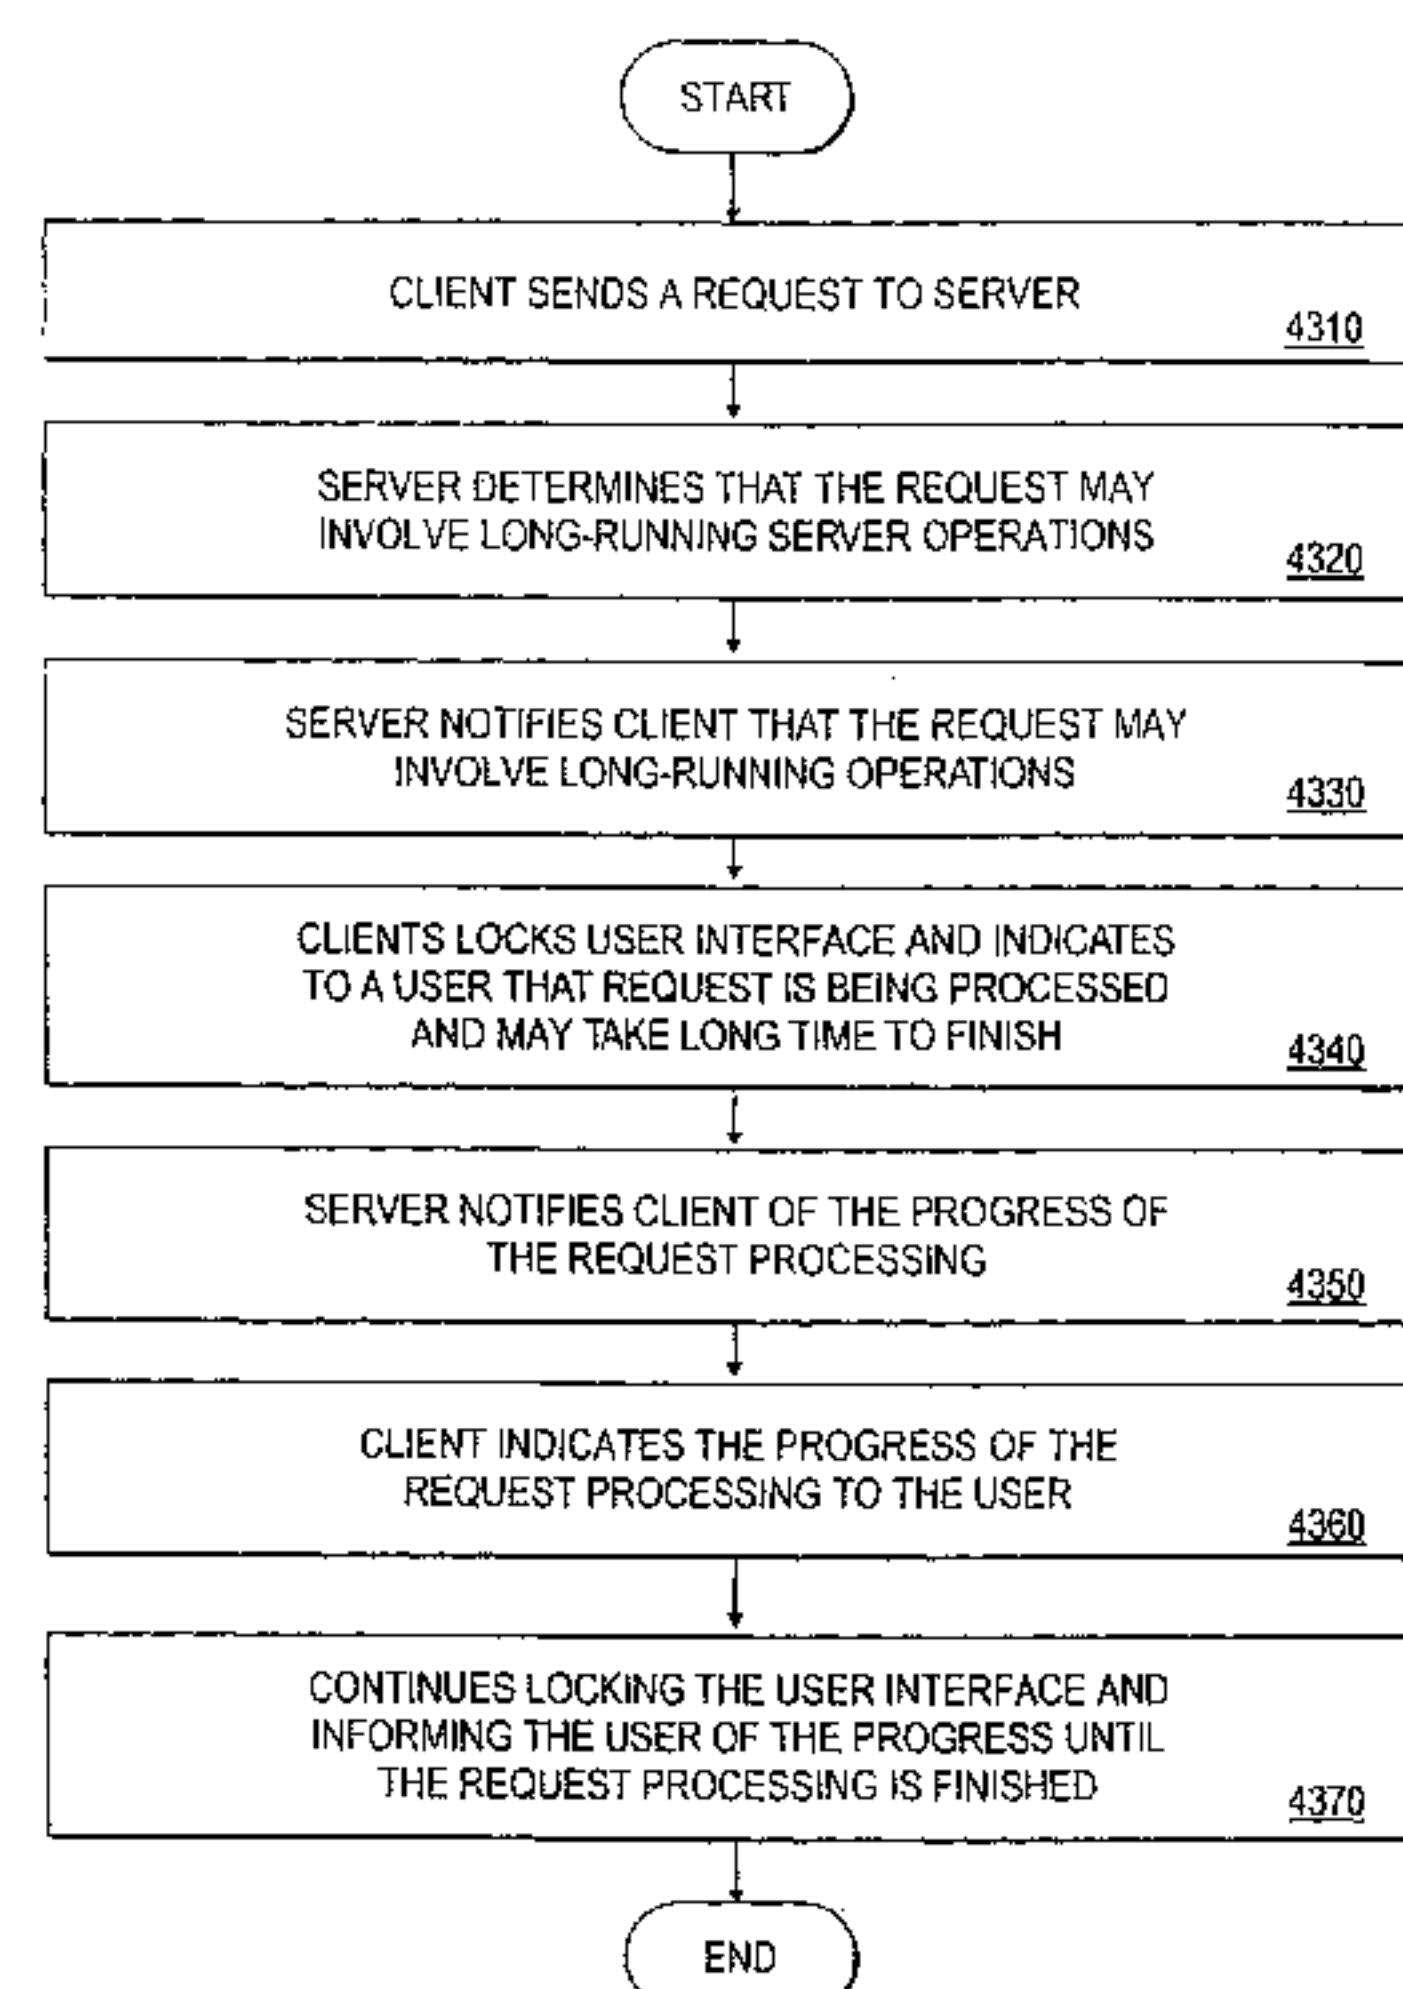 START
CLIENT SENDS A REQUEST TO SERVER
4310
SERVER DETERMINES THAT THE REQUEST MAY
INVOLVE LONG-RUNNING SERVER OPERATIONS
4320
SERVER NOTIFIES CLIENT THAT THE REQUEST MAY
INVOLVE LONG-RUNNING OPERATIONS
4330
CLIENTS LOCKS USER INTERFACE AND INDICATES
TO A USER THAT REQUEST IS BEING PROCESSED
AND MAY TAKE LONG TIME TO FINISH
4340
SERVER NOTIFIES CLIENT OF THE PROGRESS OF
THE REQUEST PROCESSING
4350
CLIENT INDICATES THE PROGRESS OF THE
REQUEST PROCESSING TO THE USER
4360
CONTINUES LOCKING THE USER INTERFACE AND
INFORMING THE USER OF THE PROGRESS UNTIL
THE REQUEST PROCESSING IS FINISHED
4370
END